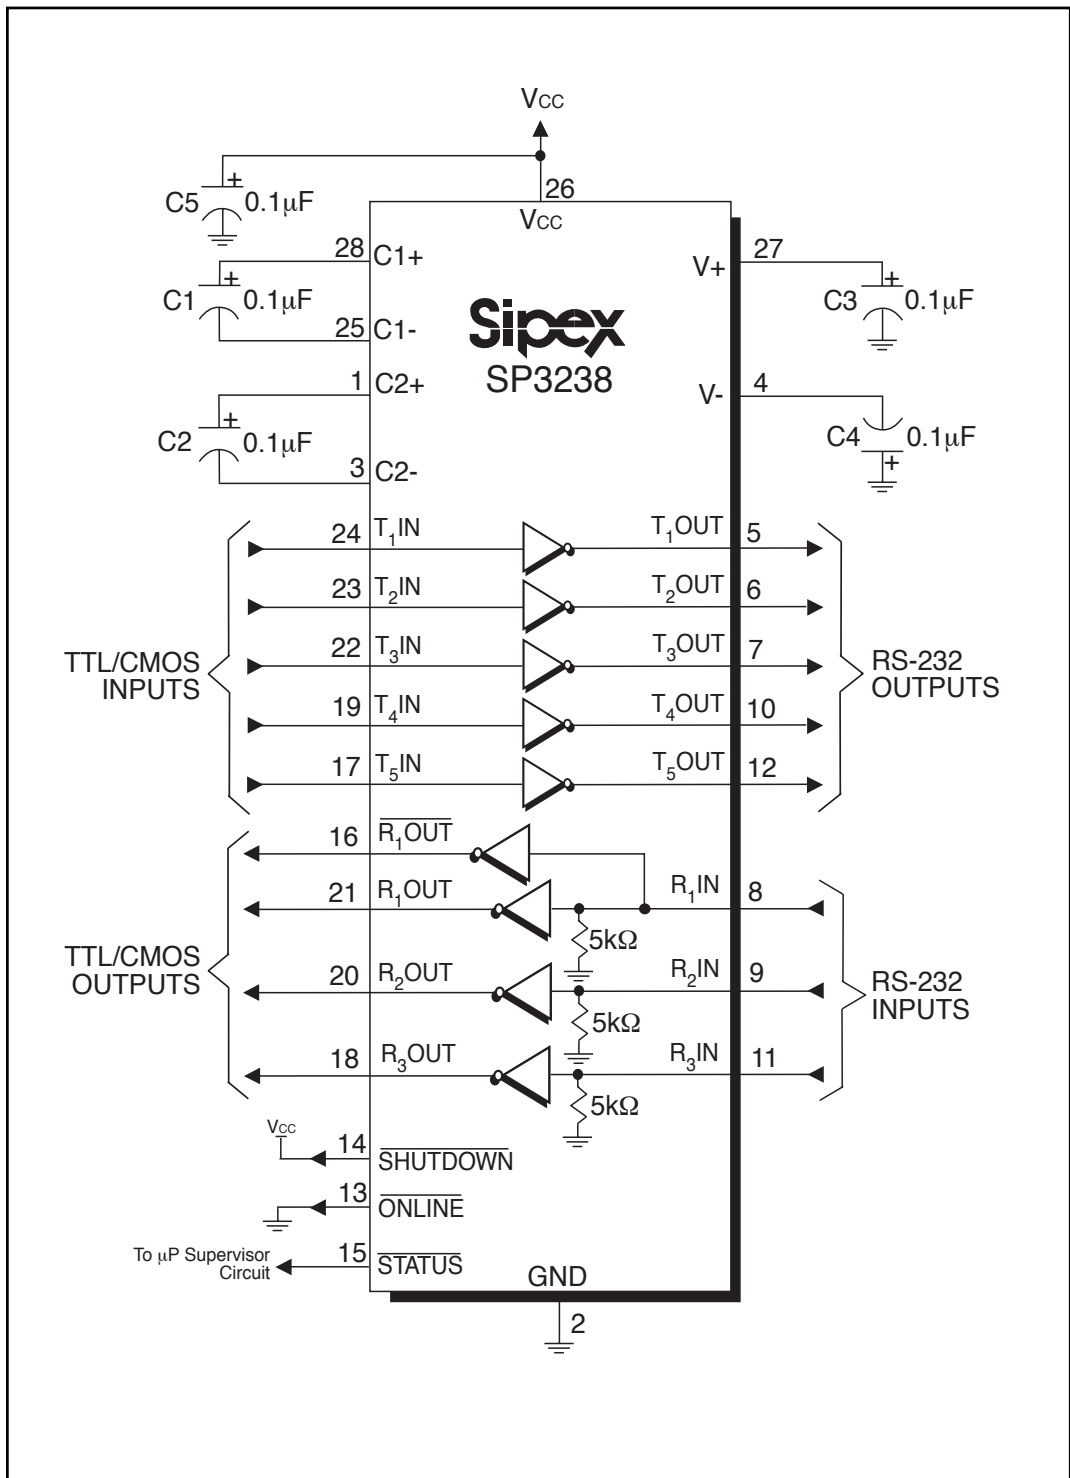 VCC
26
VCC
C5
+
0.1μF
28
C1+
C1
+
0.1μF
25
C1-
1
C2+
C2
+
0.1μF
3
C2-
Sipex
SP3238
V+
27
C3
+
0.1μF
V-
4
C4
0.1μF
+
TTL/CMOS
INPUTS
24
T1IN
T1OUT
5
23
T2IN
T2OUT
6
22
T3IN
T3OUT
7
19
T4IN
T4OUT
10
17
T5IN
T5OUT
12
RS-232
OUTPUTS
TTL/CMOS
OUTPUTS
16
R1OUT
21
R1OUT
R1IN
8
5kΩ
20
R2OUT
R2IN
9
5kΩ
18
R3OUT
R3IN
11
5kΩ
RS-232
INPUTS
VCC
14
SHUTDOWN
13
ONLINE
To μP Supervisor
Circuit
15
STATUS
GND
2